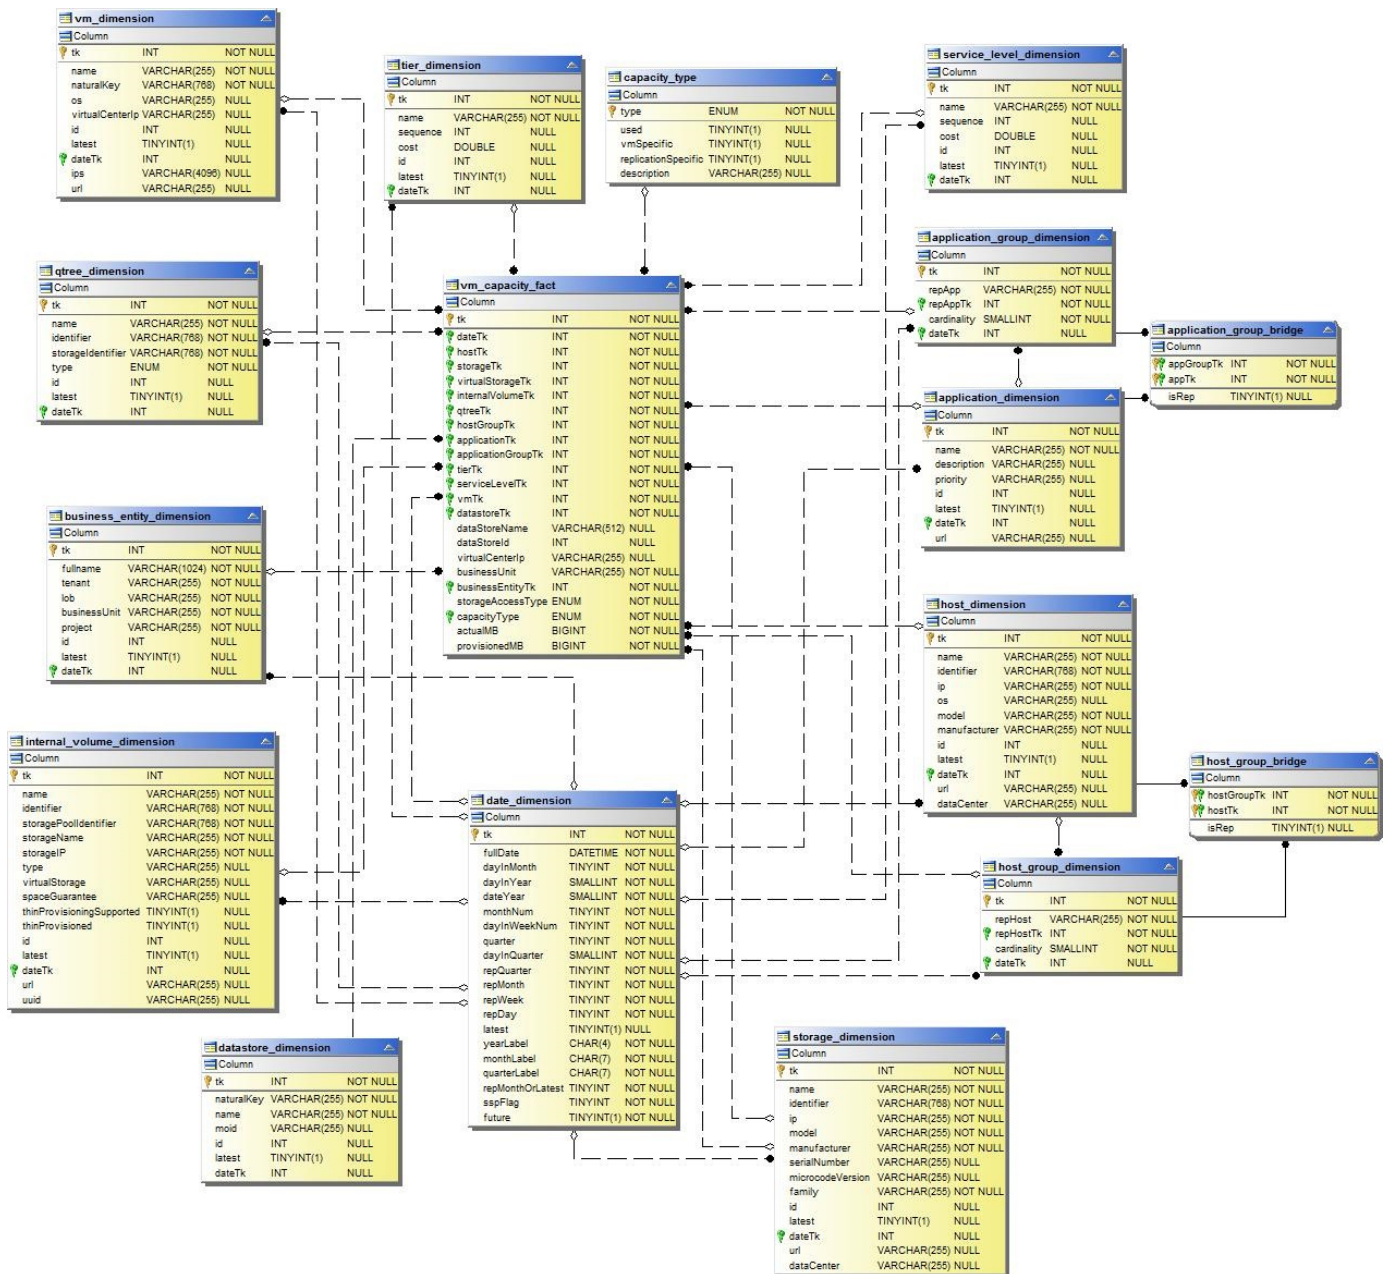 vm_dimension
Column
tk INT NOT NULL
name VARCHAR(255) NOT NULL
naturalKey VARCHAR(768) NOT NULL
os VARCHAR(255) NULL
virtualCenterIp VARCHAR(255) NULL
id INT NULL
latest TINYINT(1) NULL
dateTk INT NULL
ips VARCHAR(4096) NULL
url VARCHAR(255) NULL
tier_dimension
Column
tk INT NOT NULL
name VARCHAR(255) NOT NULL
sequence INT NULL
cost DOUBLE NULL
id INT NULL
latest TINYINT(1) NULL
dateTk INT NULL
capacity_type
Column
type ENUM NOT NULL
used TINYINT(1) NULL
vmSpecific TINYINT(1) NULL
replicationSpecific TINYINT(1) NULL
description VARCHAR(255) NULL
service_level_dimension
Column
tk INT NOT NULL
name VARCHAR(255) NOT NULL
sequence INT NULL
cost DOUBLE NULL
id INT NULL
latest TINYINT(1) NULL
dateTk INT NULL
qtree_dimension
Column
tk INT NOT NULL
name VARCHAR(255) NOT NULL
identifier VARCHAR(768) NOT NULL
storageIdentifier VARCHAR(768) NOT NULL
type ENUM NOT NULL
id INT NULL
latest TINYINT(1) NULL
dateTk INT NULL
vm_capacity_fact
Column
tk INT NOT NULL
dateTk INT NOT NULL
hostTk INT NOT NULL
storageTk INT NOT NULL
virtualStorageTk INT NOT NULL
internalVolumeTk INT NOT NULL
qtreeTk INT NOT NULL
hostGroupTk INT NOT NULL
applicationTk INT NOT NULL
applicationGroupTk INT NOT NULL
tierTk INT NOT NULL
serviceLevelTk INT NOT NULL
vmTk INT NOT NULL
datastoreTk INT NOT NULL
dataStoreName VARCHAR(512) NULL
dataStoreId INT NULL
virtualCenterIp VARCHAR(255) NULL
businessUnit VARCHAR(255) NOT NULL
businessEntityTk INT NOT NULL
storageAccessType ENUM NOT NULL
capacityType ENUM NOT NULL
actualMB BIGINT NOT NULL
provisionedMB BIGINT NOT NULL
application_group_dimension
Column
tk INT NOT NULL
repApp VARCHAR(255) NOT NULL
repAppTk INT NOT NULL
cardinality SMALLINT NOT NULL
dateTk INT NULL
application_group_bridge
Column
appGroupTk INT NOT NULL
appTk INT NOT NULL
isRep TINYINT(1) NULL
application_dimension
Column
tk INT NOT NULL
name VARCHAR(255) NOT NULL
description VARCHAR(255) NULL
priority VARCHAR(255) NULL
id INT NULL
latest TINYINT(1) NULL
dateTk INT NULL
url VARCHAR(255) NULL
business_entity_dimension
Column
tk INT NOT NULL
fullname VARCHAR(1024) NOT NULL
tenant VARCHAR(255) NOT NULL
lob VARCHAR(255) NOT NULL
businessUnit VARCHAR(255) NOT NULL
project VARCHAR(255) NOT NULL
id INT NULL
latest TINYINT(1) NULL
dateTk INT NULL
host_dimension
Column
tk INT NOT NULL
name VARCHAR(255) NOT NULL
identifier VARCHAR(768) NOT NULL
ip VARCHAR(255) NOT NULL
os VARCHAR(255) NULL
model VARCHAR(255) NOT NULL
manufacturer VARCHAR(255) NOT NULL
id INT NULL
latest TINYINT(1) NULL
dateTk INT NULL
url VARCHAR(255) NULL
dataCenter VARCHAR(255) NULL
internal_volume_dimension
Column
tk INT NOT NULL
name VARCHAR(255) NOT NULL
identifier VARCHAR(768) NOT NULL
storagePoolIdentifier VARCHAR(768) NOT NULL
storageName VARCHAR(255) NOT NULL
storageIP VARCHAR(255) NOT NULL
type VARCHAR(255) NULL
virtualStorage VARCHAR(255) NULL
spaceGuarantee VARCHAR(255) NULL
thinProvisioningSupported TINYINT(1) NULL
thinProvisioned TINYINT(1) NULL
id INT NULL
latest TINYINT(1) NULL
dateTk INT NULL
url VARCHAR(255) NULL
uuid VARCHAR(255) NULL
host_group_bridge
Column
hostGroupTk INT NOT NULL
hostTk INT NOT NULL
isRep TINYINT(1) NULL
date_dimension
Column
tk INT NOT NULL
fullDate DATETIME NOT NULL
dayInMonth TINYINT NOT NULL
dayInYear SMALLINT NOT NULL
dateYear SMALLINT NOT NULL
monthNum TINYINT NOT NULL
dayInWeekNum TINYINT NOT NULL
quarter TINYINT NOT NULL
dayInQuarter SMALLINT NOT NULL
repQuarter TINYINT NOT NULL
repMonth TINYINT NOT NULL
repWeek TINYINT NOT NULL
repDay TINYINT NOT NULL
latest TINYINT(1) NULL
yearLabel CHAR(4) NOT NULL
monthLabel CHAR(7) NOT NULL
quarterLabel CHAR(7) NOT NULL
repMonthOrLatest TINYINT NOT NULL
sspFlag TINYINT NOT NULL
future TINYINT(1) NOT NULL
host_group_dimension
Column
tk INT NOT NULL
repHost VARCHAR(255) NOT NULL
repHostTk INT NOT NULL
cardinality SMALLINT NOT NULL
dateTk INT NULL
datastore_dimension
Column
tk INT NOT NULL
naturalKey VARCHAR(255) NOT NULL
name VARCHAR(255) NOT NULL
moid VARCHAR(255) NULL
id INT NULL
latest TINYINT(1) NULL
dateTk INT NULL
storage_dimension
Column
tk INT NOT NULL
name VARCHAR(255) NOT NULL
identifier VARCHAR(768) NOT NULL
ip VARCHAR(255) NOT NULL
model VARCHAR(255) NOT NULL
manufacturer VARCHAR(255) NOT NULL
serialNumber VARCHAR(255) NULL
microcodeVersion VARCHAR(255) NULL
family VARCHAR(255) NOT NULL
id INT NULL
latest TINYINT(1) NULL
dateTk INT NULL
url VARCHAR(255) NULL
dataCenter VARCHAR(255) NULL